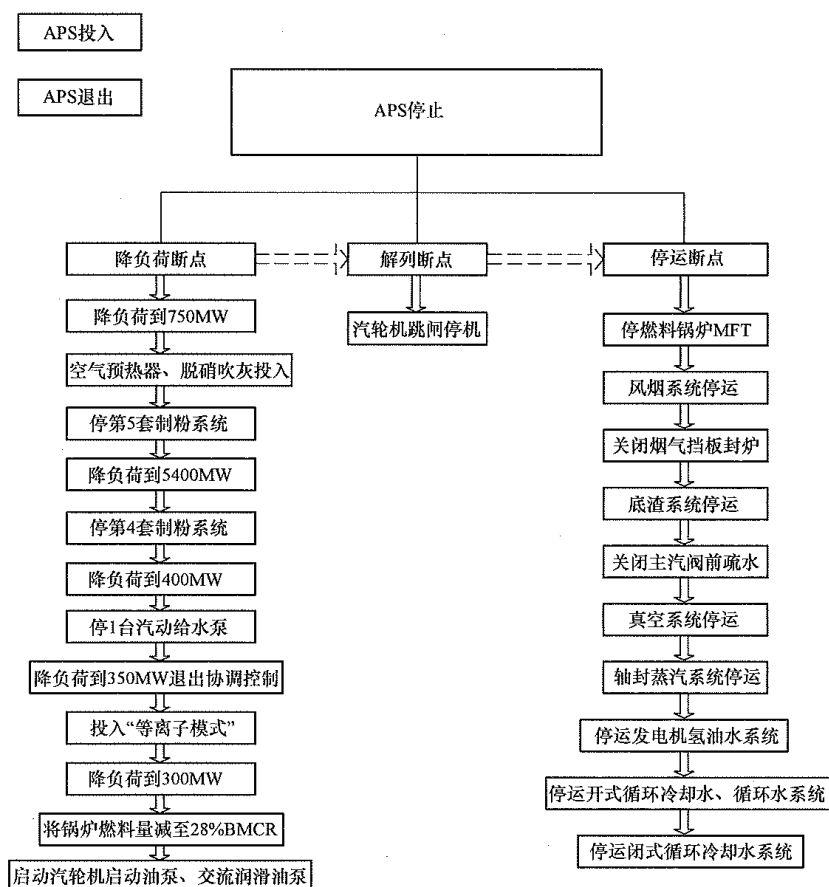 APS投入
APS退出
APS停止
降负荷断点
解列断点
停运断点
降负荷到750MW
空气预热器、脱硝吹灰投入
停第5套制粉系统
降负荷到5400MW
停第4套制粉系统
降负荷到400MW
停1台汽动给水泵
降负荷到350MW退出协调控制
投入“等离子模式”
降负荷到300MW
将锅炉燃料量减至28%BMCR
启动汽轮机启动油泵、交流润滑油泵
汽轮机跳闸停机
停燃料锅炉MFT
风烟系统停运
关闭烟气挡板封炉
底渣系统停运
关闭主汽阀前疏水
真空系统停运
轴封蒸汽系统停运
停运发电机氢油水系统
停运开式循环冷却水、循环水系统
停运闭式循环冷却水系统